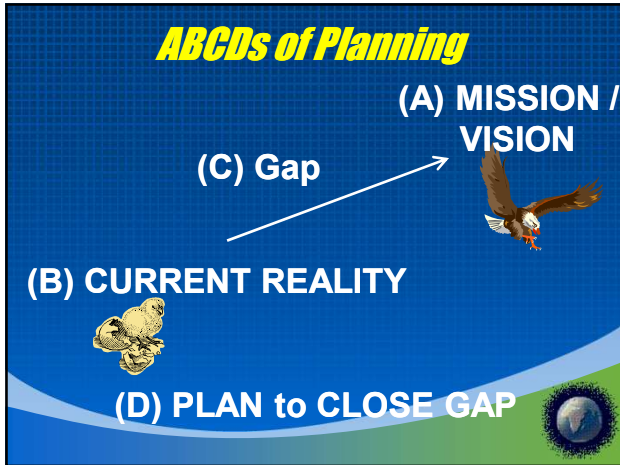 ABCDs of Planning
(A) MISSION /
VISION
(C) Gap
(B) CURRENT REALITY
(D) PLAN to CLOSE GAP